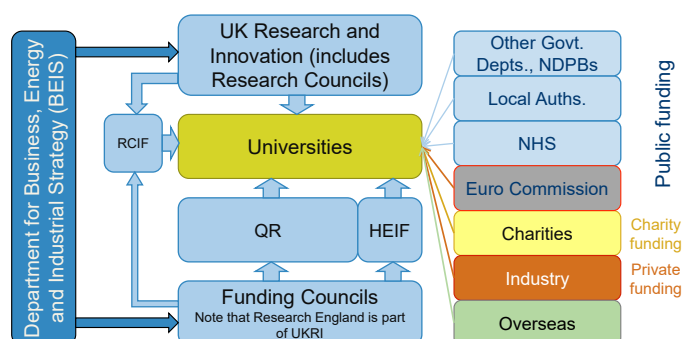 Department for Business, Energy
and Industrial Strategy (BEIS)
UK Research and
Innovation (includes
Research Councils)
RCIF
Universities
QR
HEIF
Funding Councils
Note that Research England is part
of UKRI
Other Govt.
Depts., NDPBs
Local Auths.
NHS
Euro Commission
Charities
Industry
Overseas
Public funding
Charity
funding
Private
funding